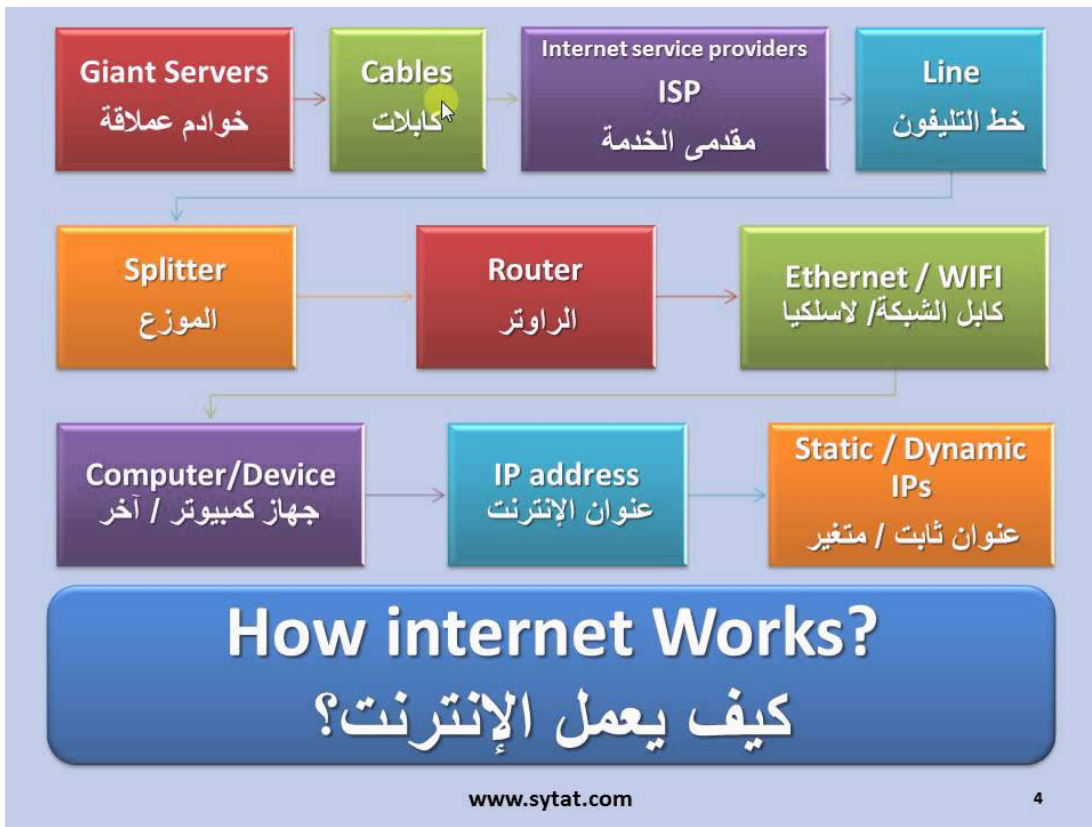 Giant Servers
خوادم عملاقة
Cables
كابلات
Internet service providers
ISP
مقدمى الخدمة
Line
خط التليفون
Splitter
الموزع
Router
الراوتر
Ethernet / WIFI
كابل الشبكة/ لاسلكيا
Computer/Device
جهاز كمبيوتر / آخر
IP address
عنوان الإنترنت
Static / Dynamic
IPs
عنوان ثابت / متغير
How internet Works?
كيف يعمل الإنترنت؟
www.sytat.com
4